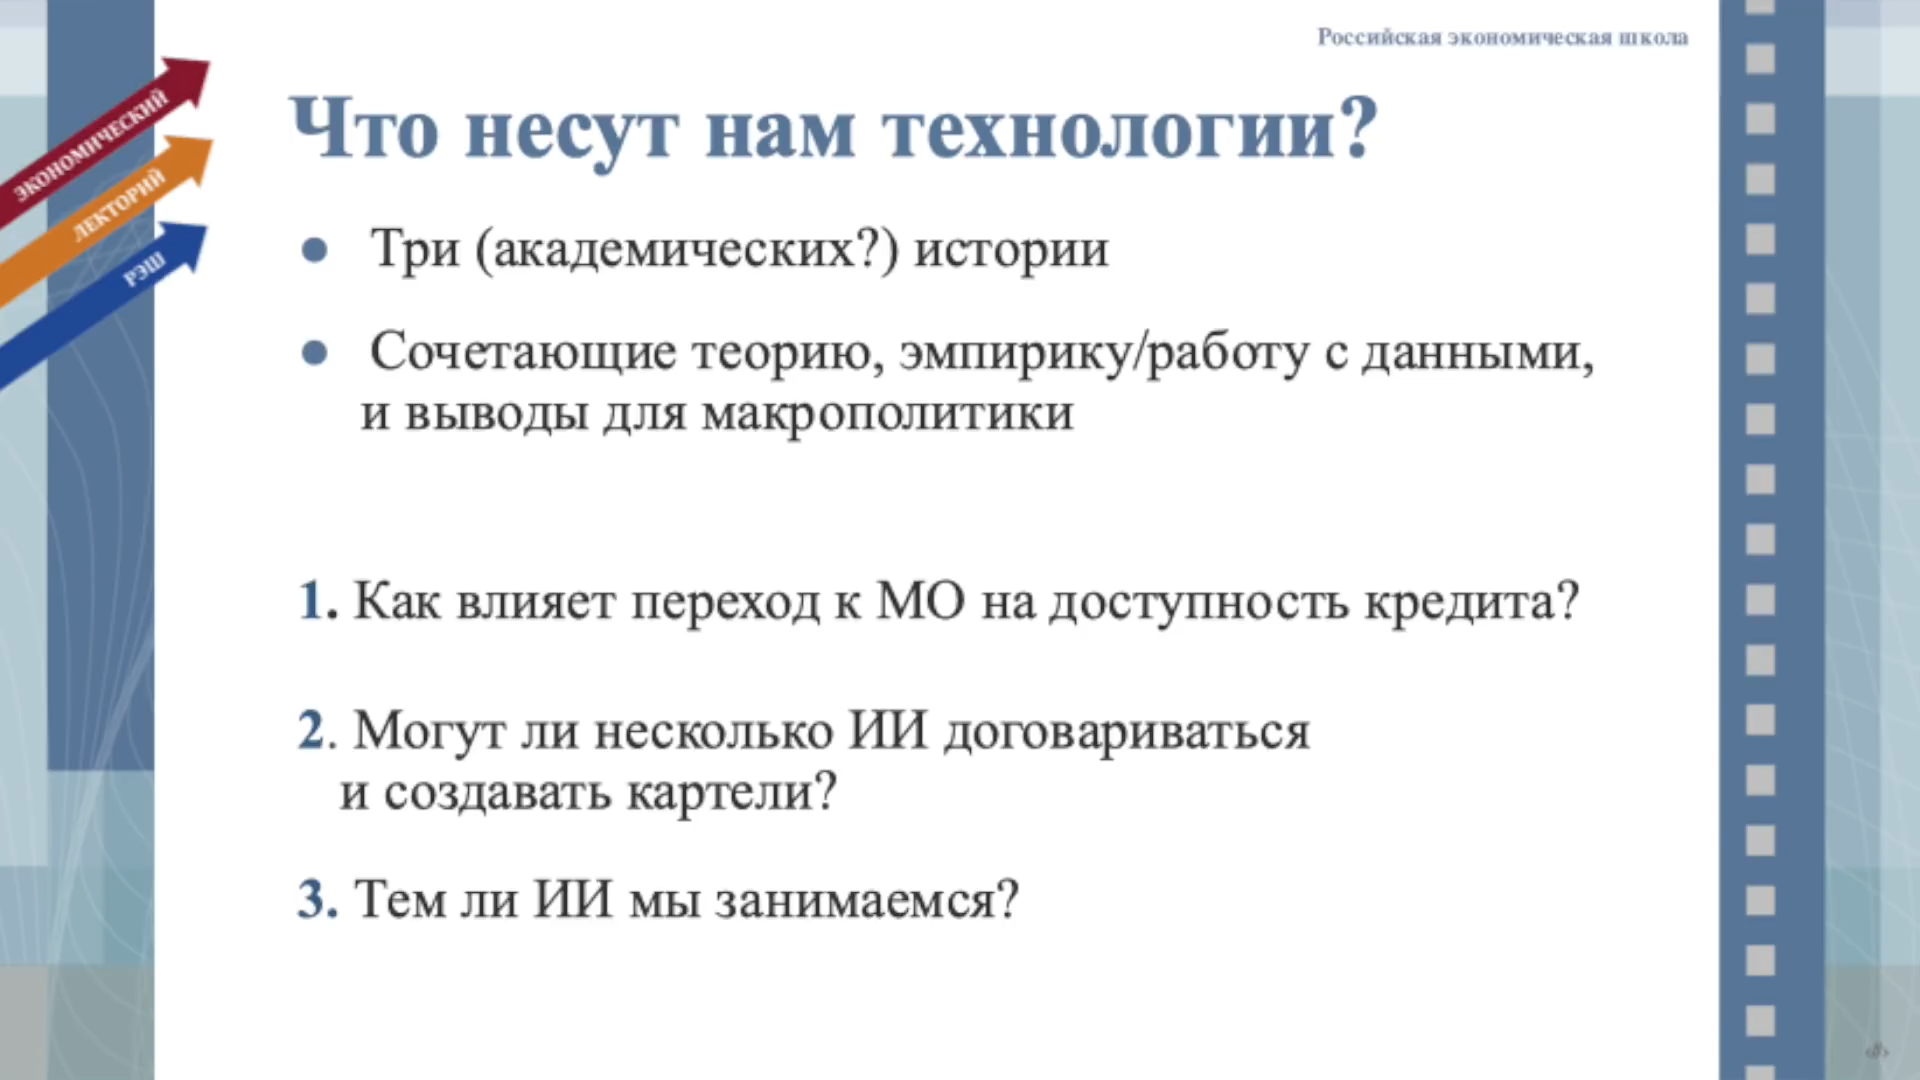 Российская экономическая школа
ЭКОНОМИЧЕСКИЙ
ЛЕКТОРИЙ
РЭШ
Что несут нам технологии?
Три (академических?) истории
Сочетающие теорию, эмпирику/работу с данными,
и выводы для макрополитики
1. Как влияет переход к МО на доступность кредита?
2. Могут ли несколько ИИ договариваться
и создавать картели?
3. Тем ли ИИ мы занимаемся?